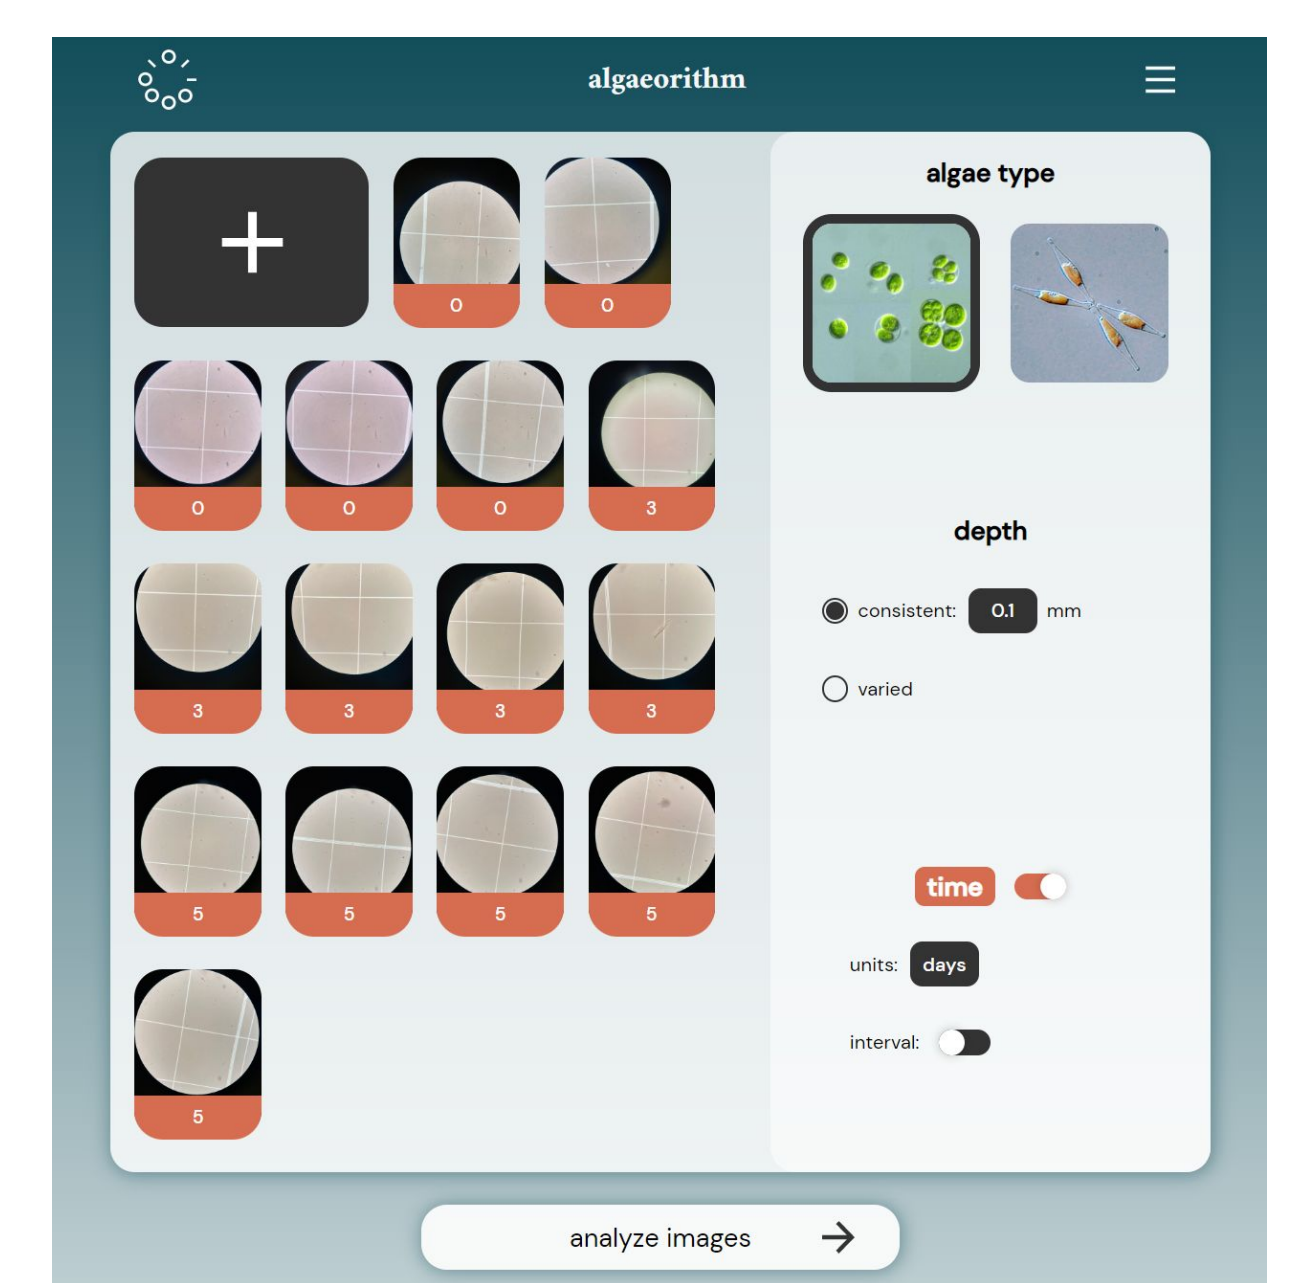 algaeorithm
algae type
0 0
0 0 0 3
depth
consistent: 0.1 mm
varied
3 3 3 3
time
5 5 5 5
units: days
interval:
5
analyze images